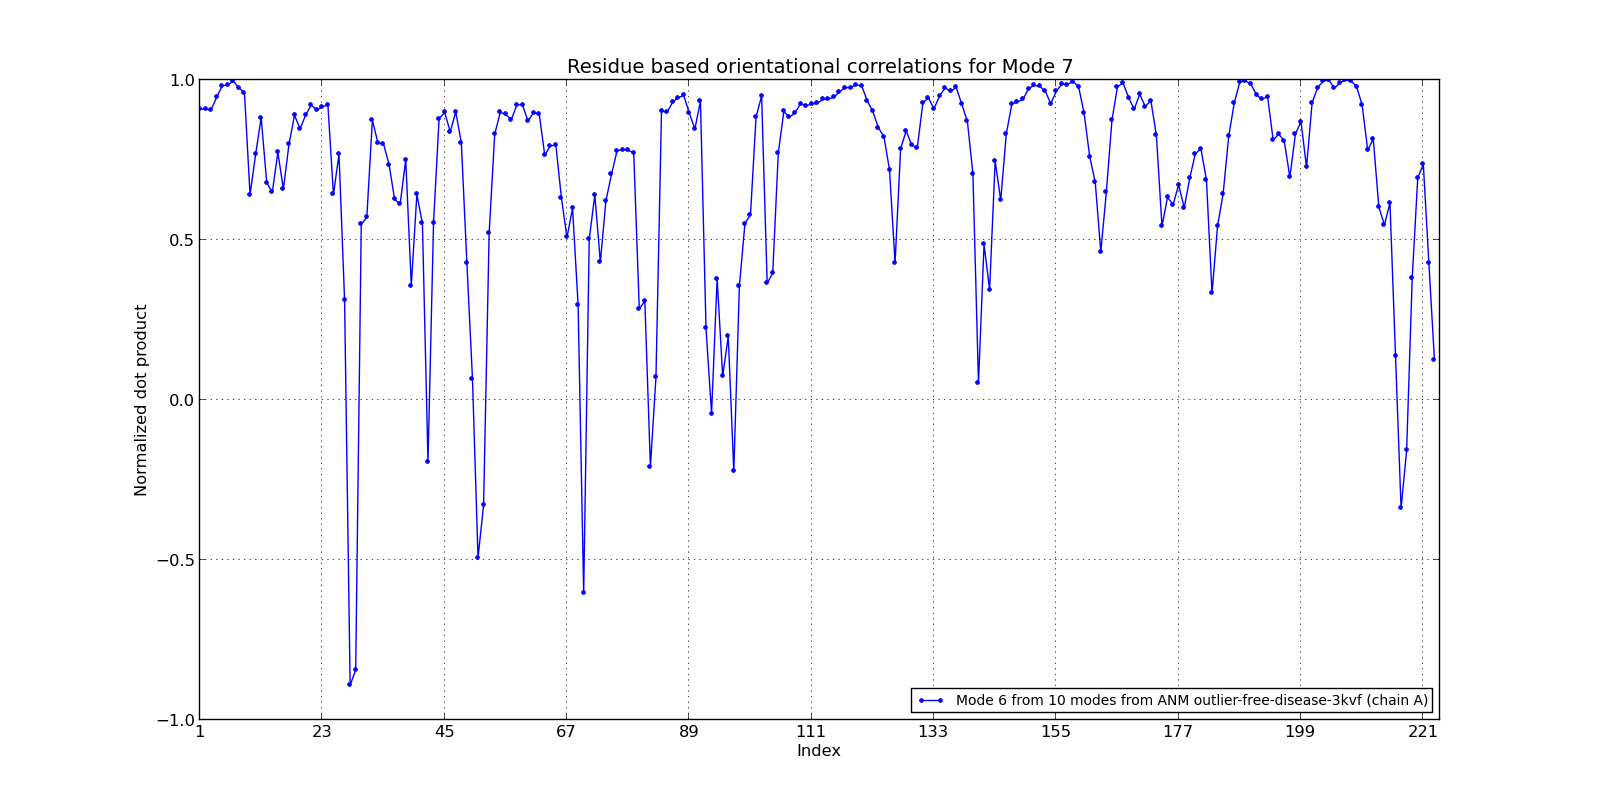 Residue based orientational correlations for Mode 7
Normalized dot product
1.0
0.5
0.0
−0.5
−1.0
Mode 6 from 10 modes from ANM outlier-free-disease-3kvf (chain A)
1 23 45 67 89 111 133 155 177 199 221
Index